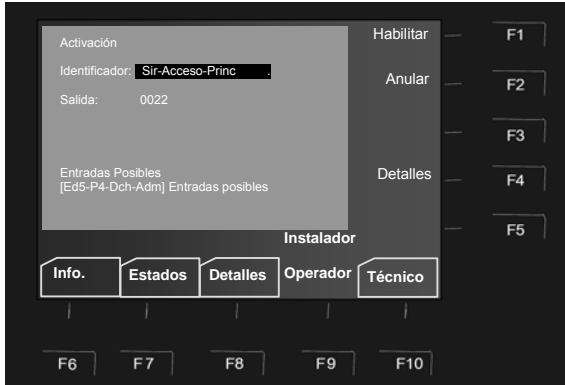 Activación
Identificador: Sir-Acceso-Princ .
Salida: 0022
Entradas Posibles
[Ed5-P4-Dch-Adm] Entradas posibles
Habilitar
Anular
Detalles
F1
F2
F3
F4
F5
Instalador
Info.
Estados
Detalles
Operador
Técnico
F6
F7
F8
F9
F10